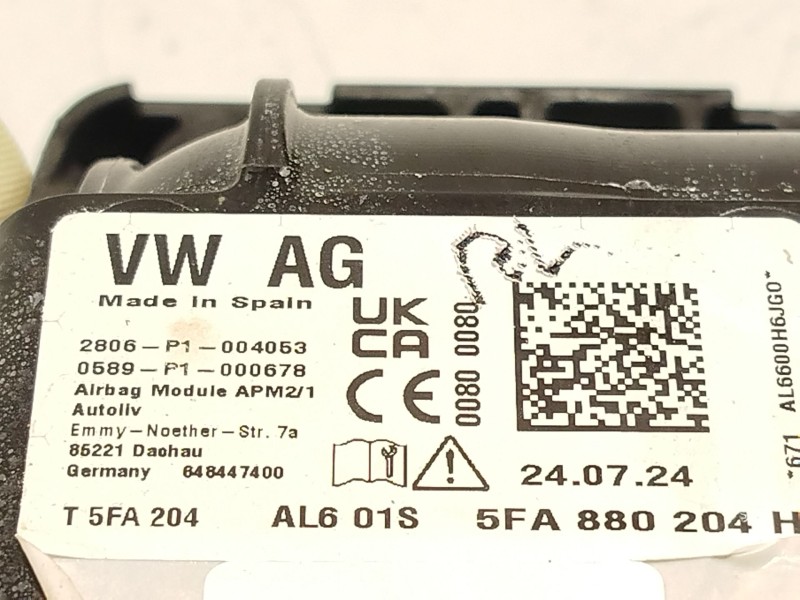 VW AG
Made in Spain
2806-P1-004053
0589-P1-000678
Airbag Module APM2/1
Autoliv
Emmy-Noether-Str. 7a
85221 Dachau
Germany 648447400
UK
CA
CE
0080 0080
24.07.24
*671 AL6600H6JG0*
T 5FA 204 AL6 01S 5FA 880 204 H